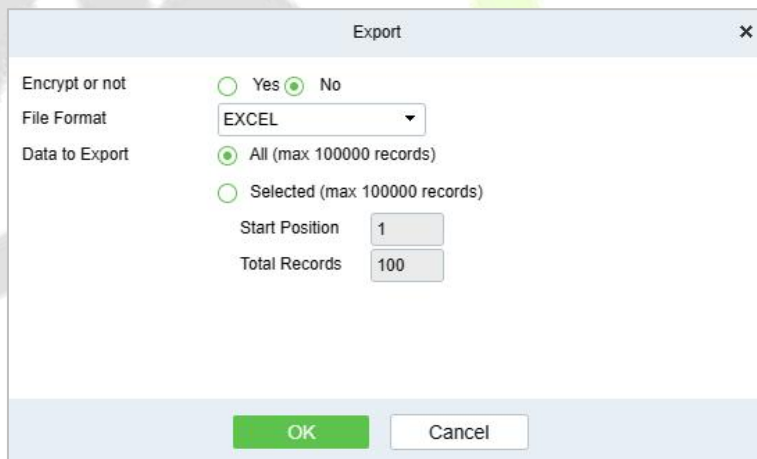 Export
Encrypt or not Yes No
File Format EXCEL
Data to Export All (max 100000 records)
Selected (max 100000 records)
Start Position 1
Total Records 100
OK Cancel